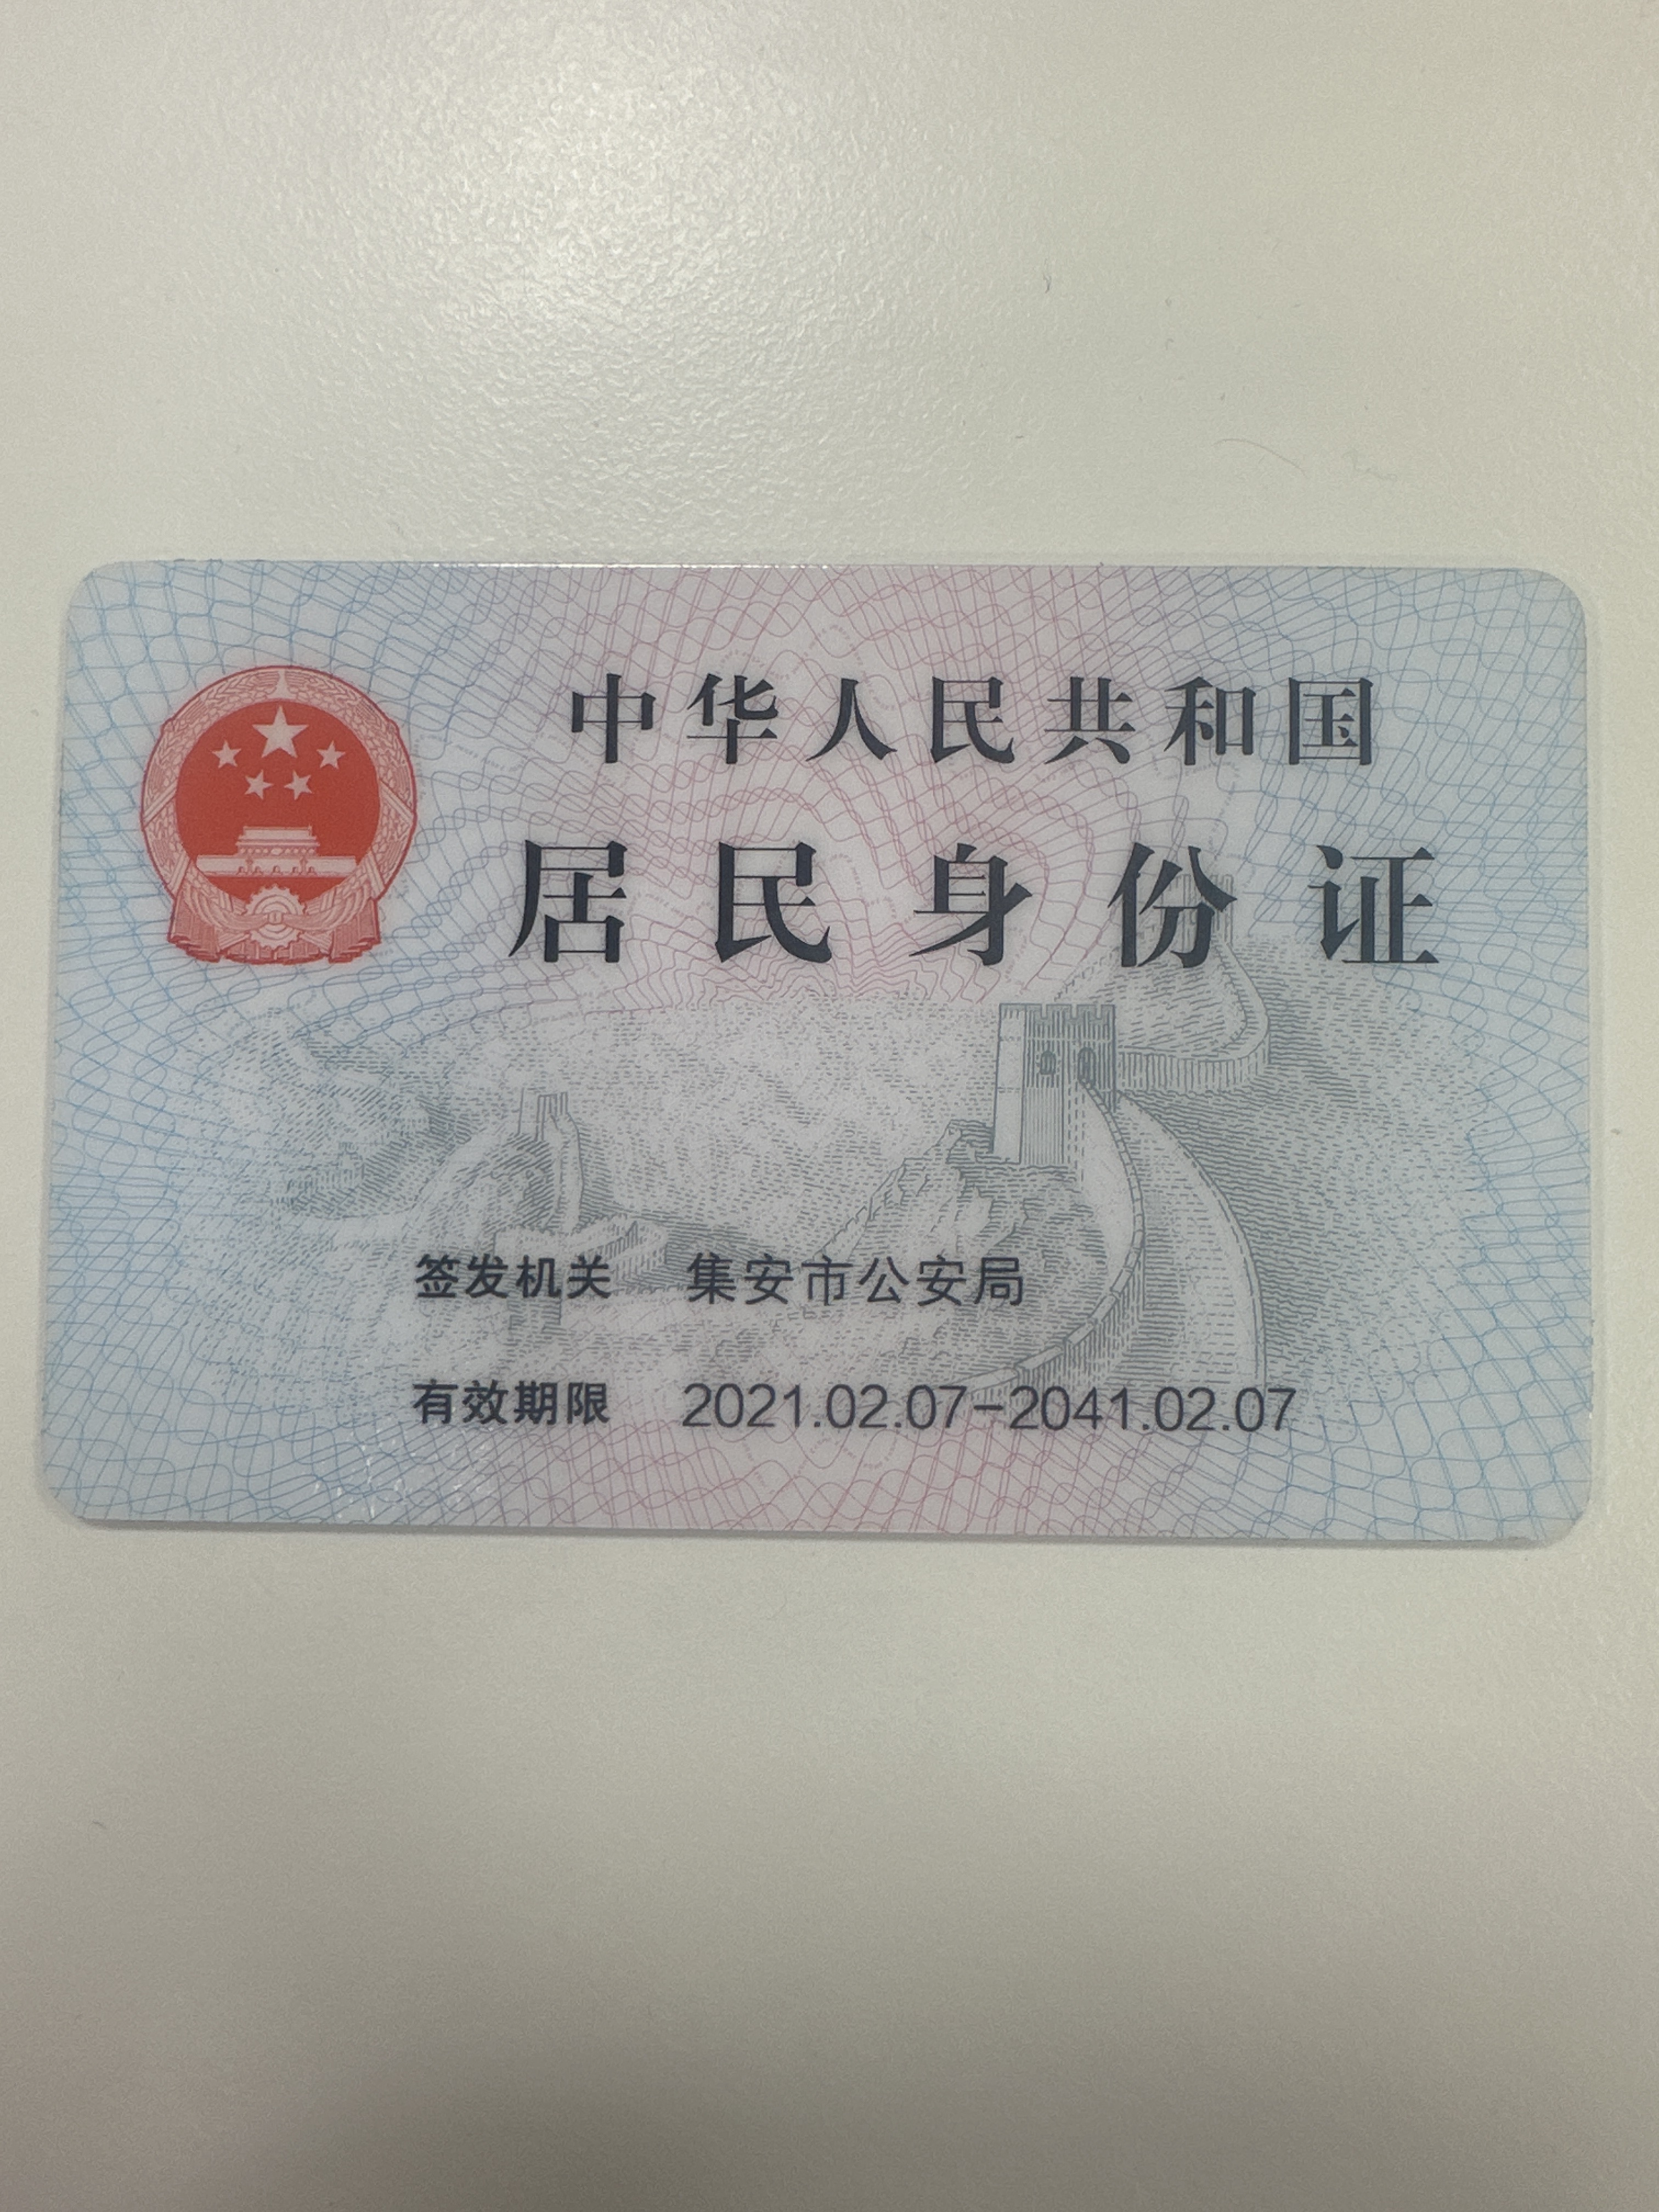 中华人民共和国
居民身份证
签发机关 集安市公安局
有效期限 2021.02.07-2041.02.07